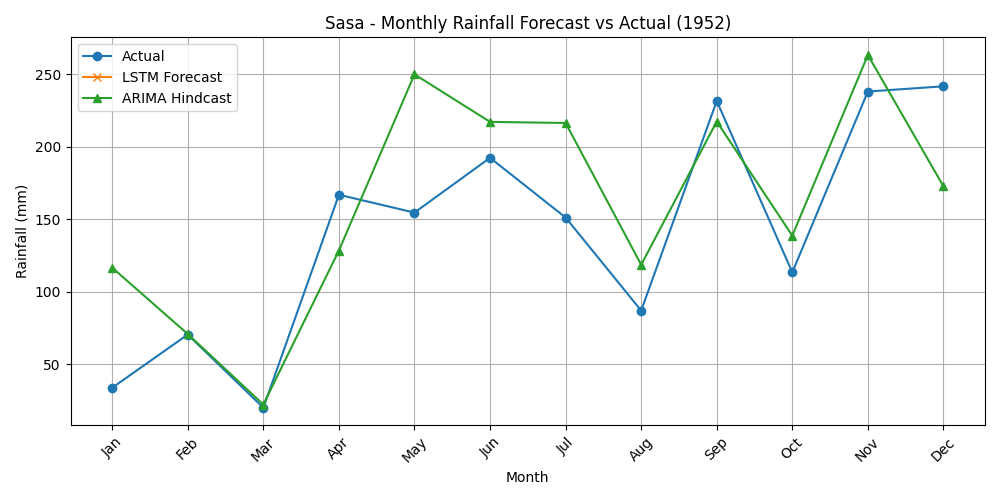 Sasa - Monthly Rainfall Forecast vs Actual (1952)
Actual
LSTM Forecast
ARIMA Hindcast
Rainfall (mm)
250
200
150
100
50
Jan
Feb
Mar
Apr
May
Jun
Jul
Aug
Sep
Oct
Nov
Dec
Month